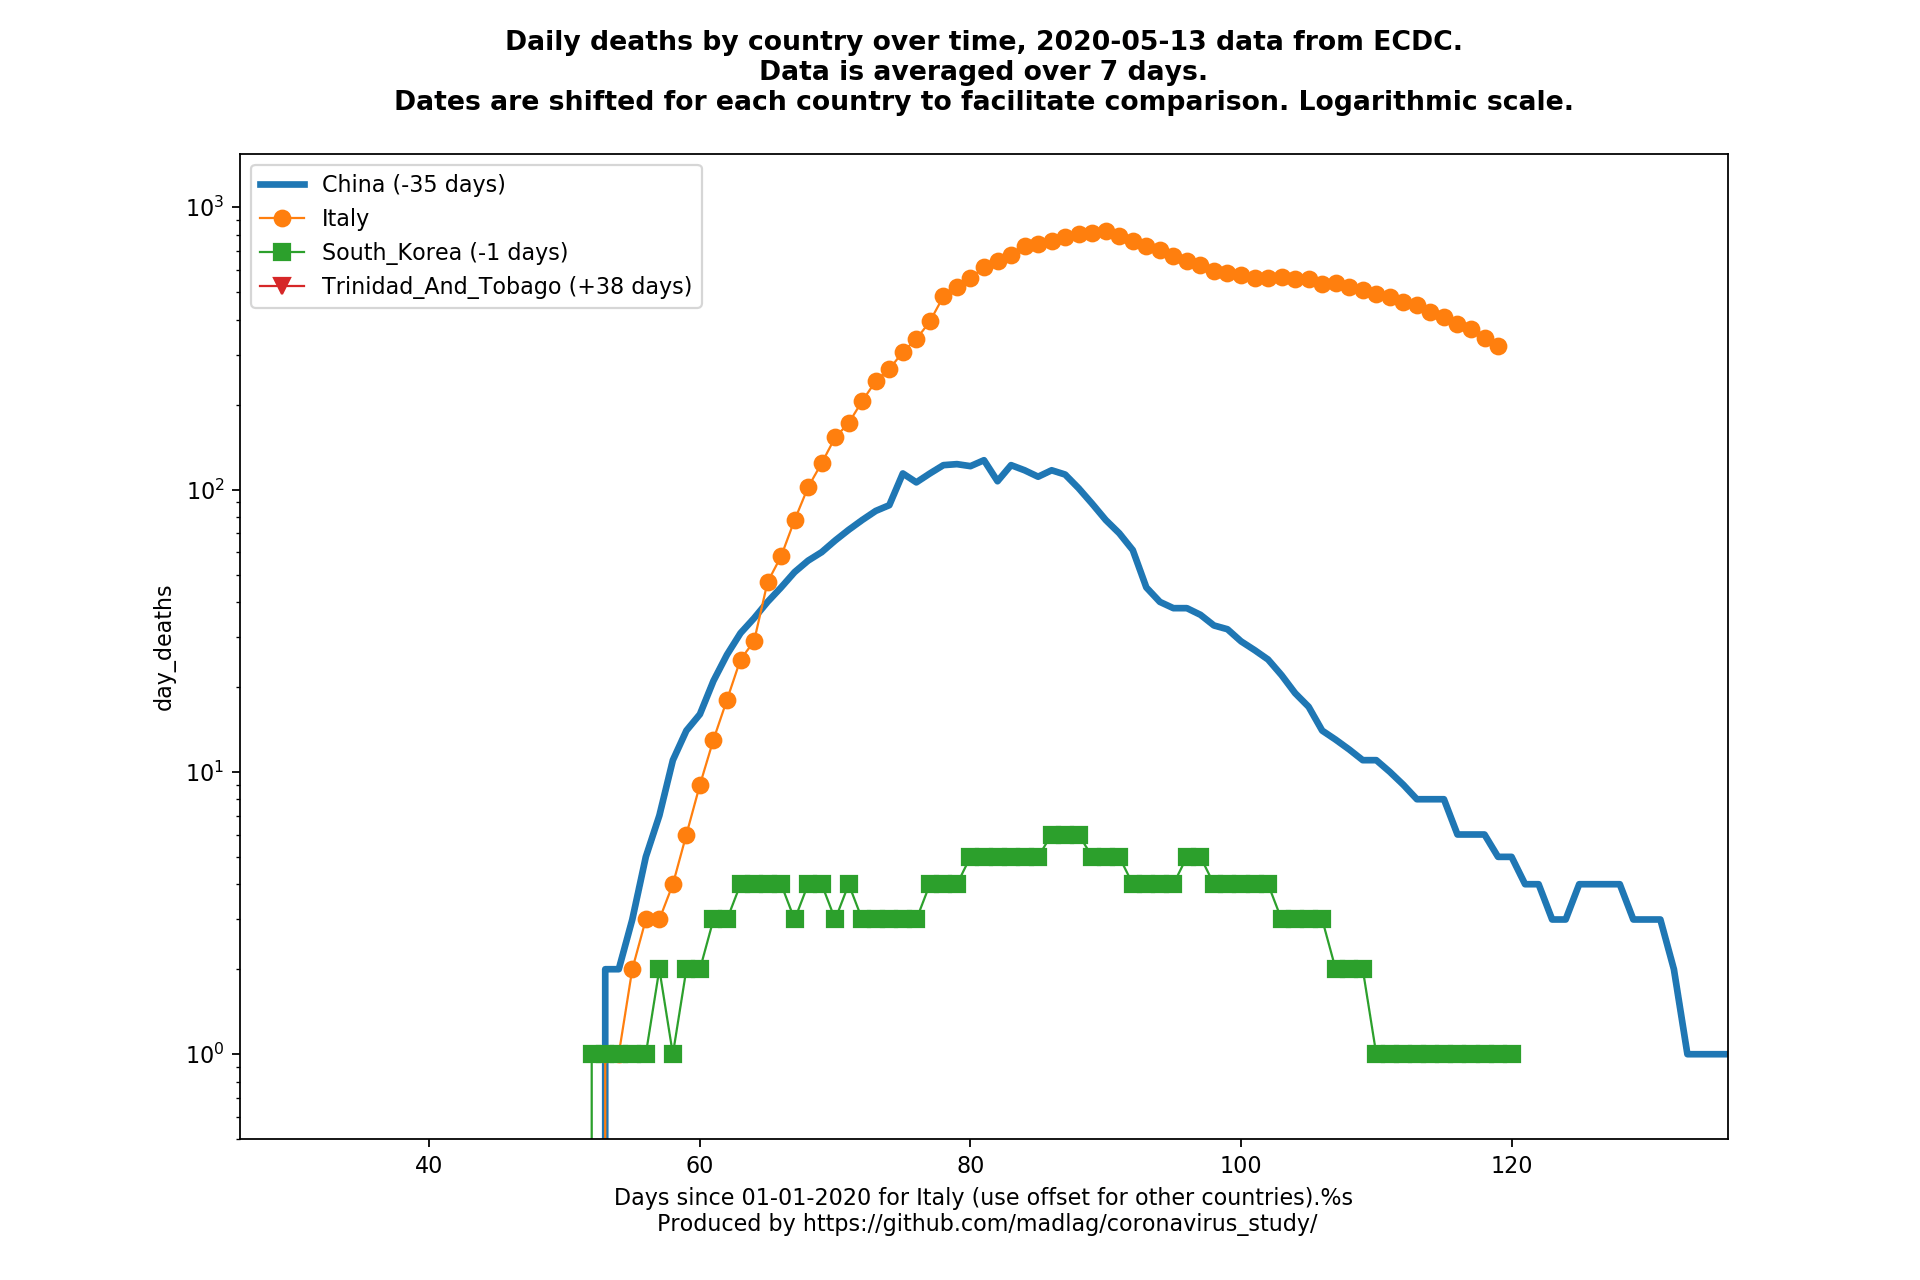 Daily deaths by country over time, 2020-05-13 data from ECDC.
Data is averaged over 7 days.
Dates are shifted for each country to facilitate comparison. Logarithmic scale.
China (-35 days)
Italy
South_Korea (-1 days)
Trinidad_And_Tobago (+38 days)
10³
10²
10¹
10⁰
day_deaths
40 60 80 100 120
Days since 01-01-2020 for Italy (use offset for other countries).%s
Produced by https://github.com/madlag/coronavirus_study/